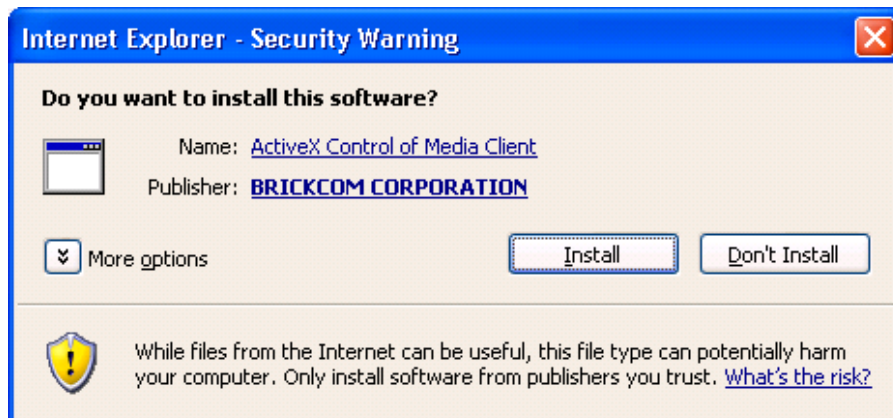 Internet Explorer - Security Warning
Do you want to install this software?
Name: ActiveX Control of Media Client
Publisher: BRICKCOM CORPORATION
More options
Install
Don't Install
While files from the Internet can be useful, this file type can potentially harm
your computer. Only install software from publishers you trust. What's the risk?